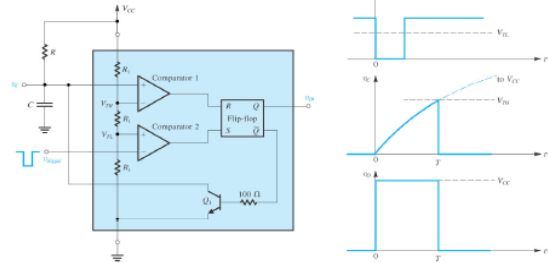 V_CC
R
R_1
v_C
Comparator 1
V_TH
C
R_1
R Q
v_O
Flip-flop
S Q̅
V_TL
Comparator 2
v_trigger
R_1
100 Ω
Q_1
V_TL
0 t
v_C
to V_CC
V_TH
0 T t
v_O
V_CC
0 T t